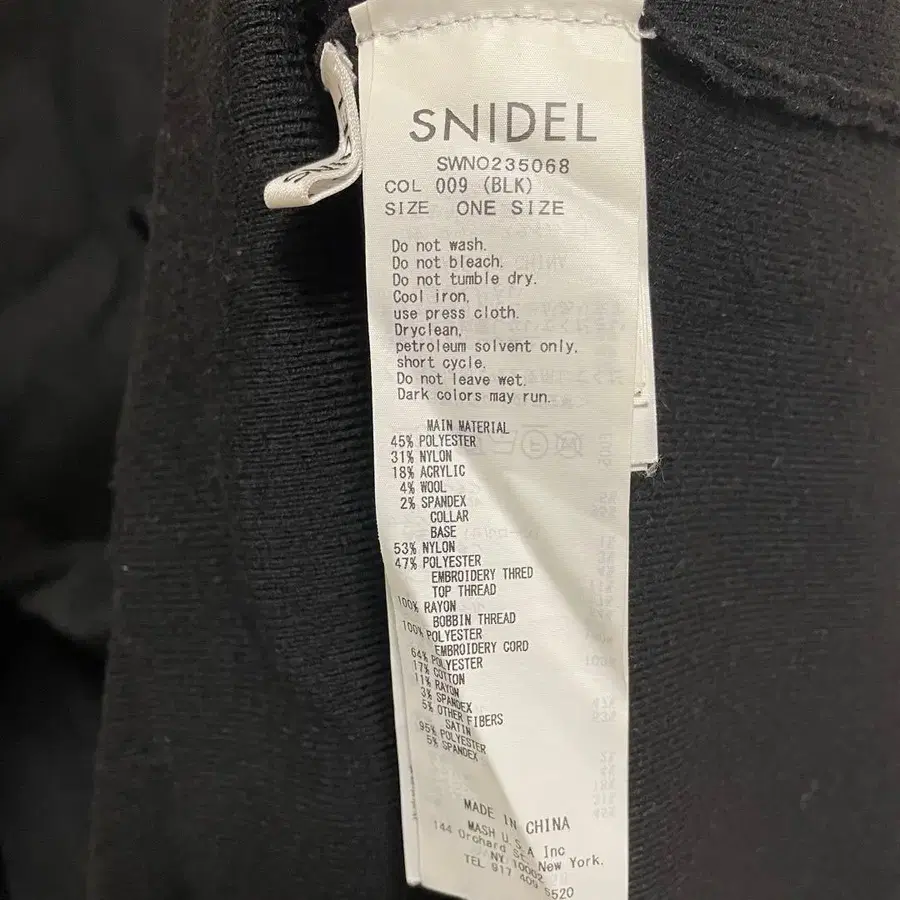 SNIDEL
SWNO235068
COL 009 (BLK)
SIZE ONE SIZE
Do not wash.
Do not bleach.
Do not tumble dry.
Cool iron,
use press cloth.
Dryclean,
petroleum solvent only,
short cycle.
Do not leave wet.
Dark colors may run.
MAIN MATERIAL
45% POLYESTER
31% NYLON
18% ACRYLIC
4% WOOL
2% SPANDEX
COLLAR
BASE
53% NYLON
47% POLYESTER
EMBROIDERY THRED
TOP THREAD
100% RAYON
BOBBIN THREAD
100% POLYESTER
EMBROIDERY CORD
64% POLYESTER
17% COTTON
11% RAYON
3% SPANDEX
5% OTHER FIBERS
SATIN
95% POLYESTER
5% SPANDEX
MADE IN CHINA
MASH U.S.A Inc
144 Orchard St. New York.
NY 10002
TEL 917 409 5520